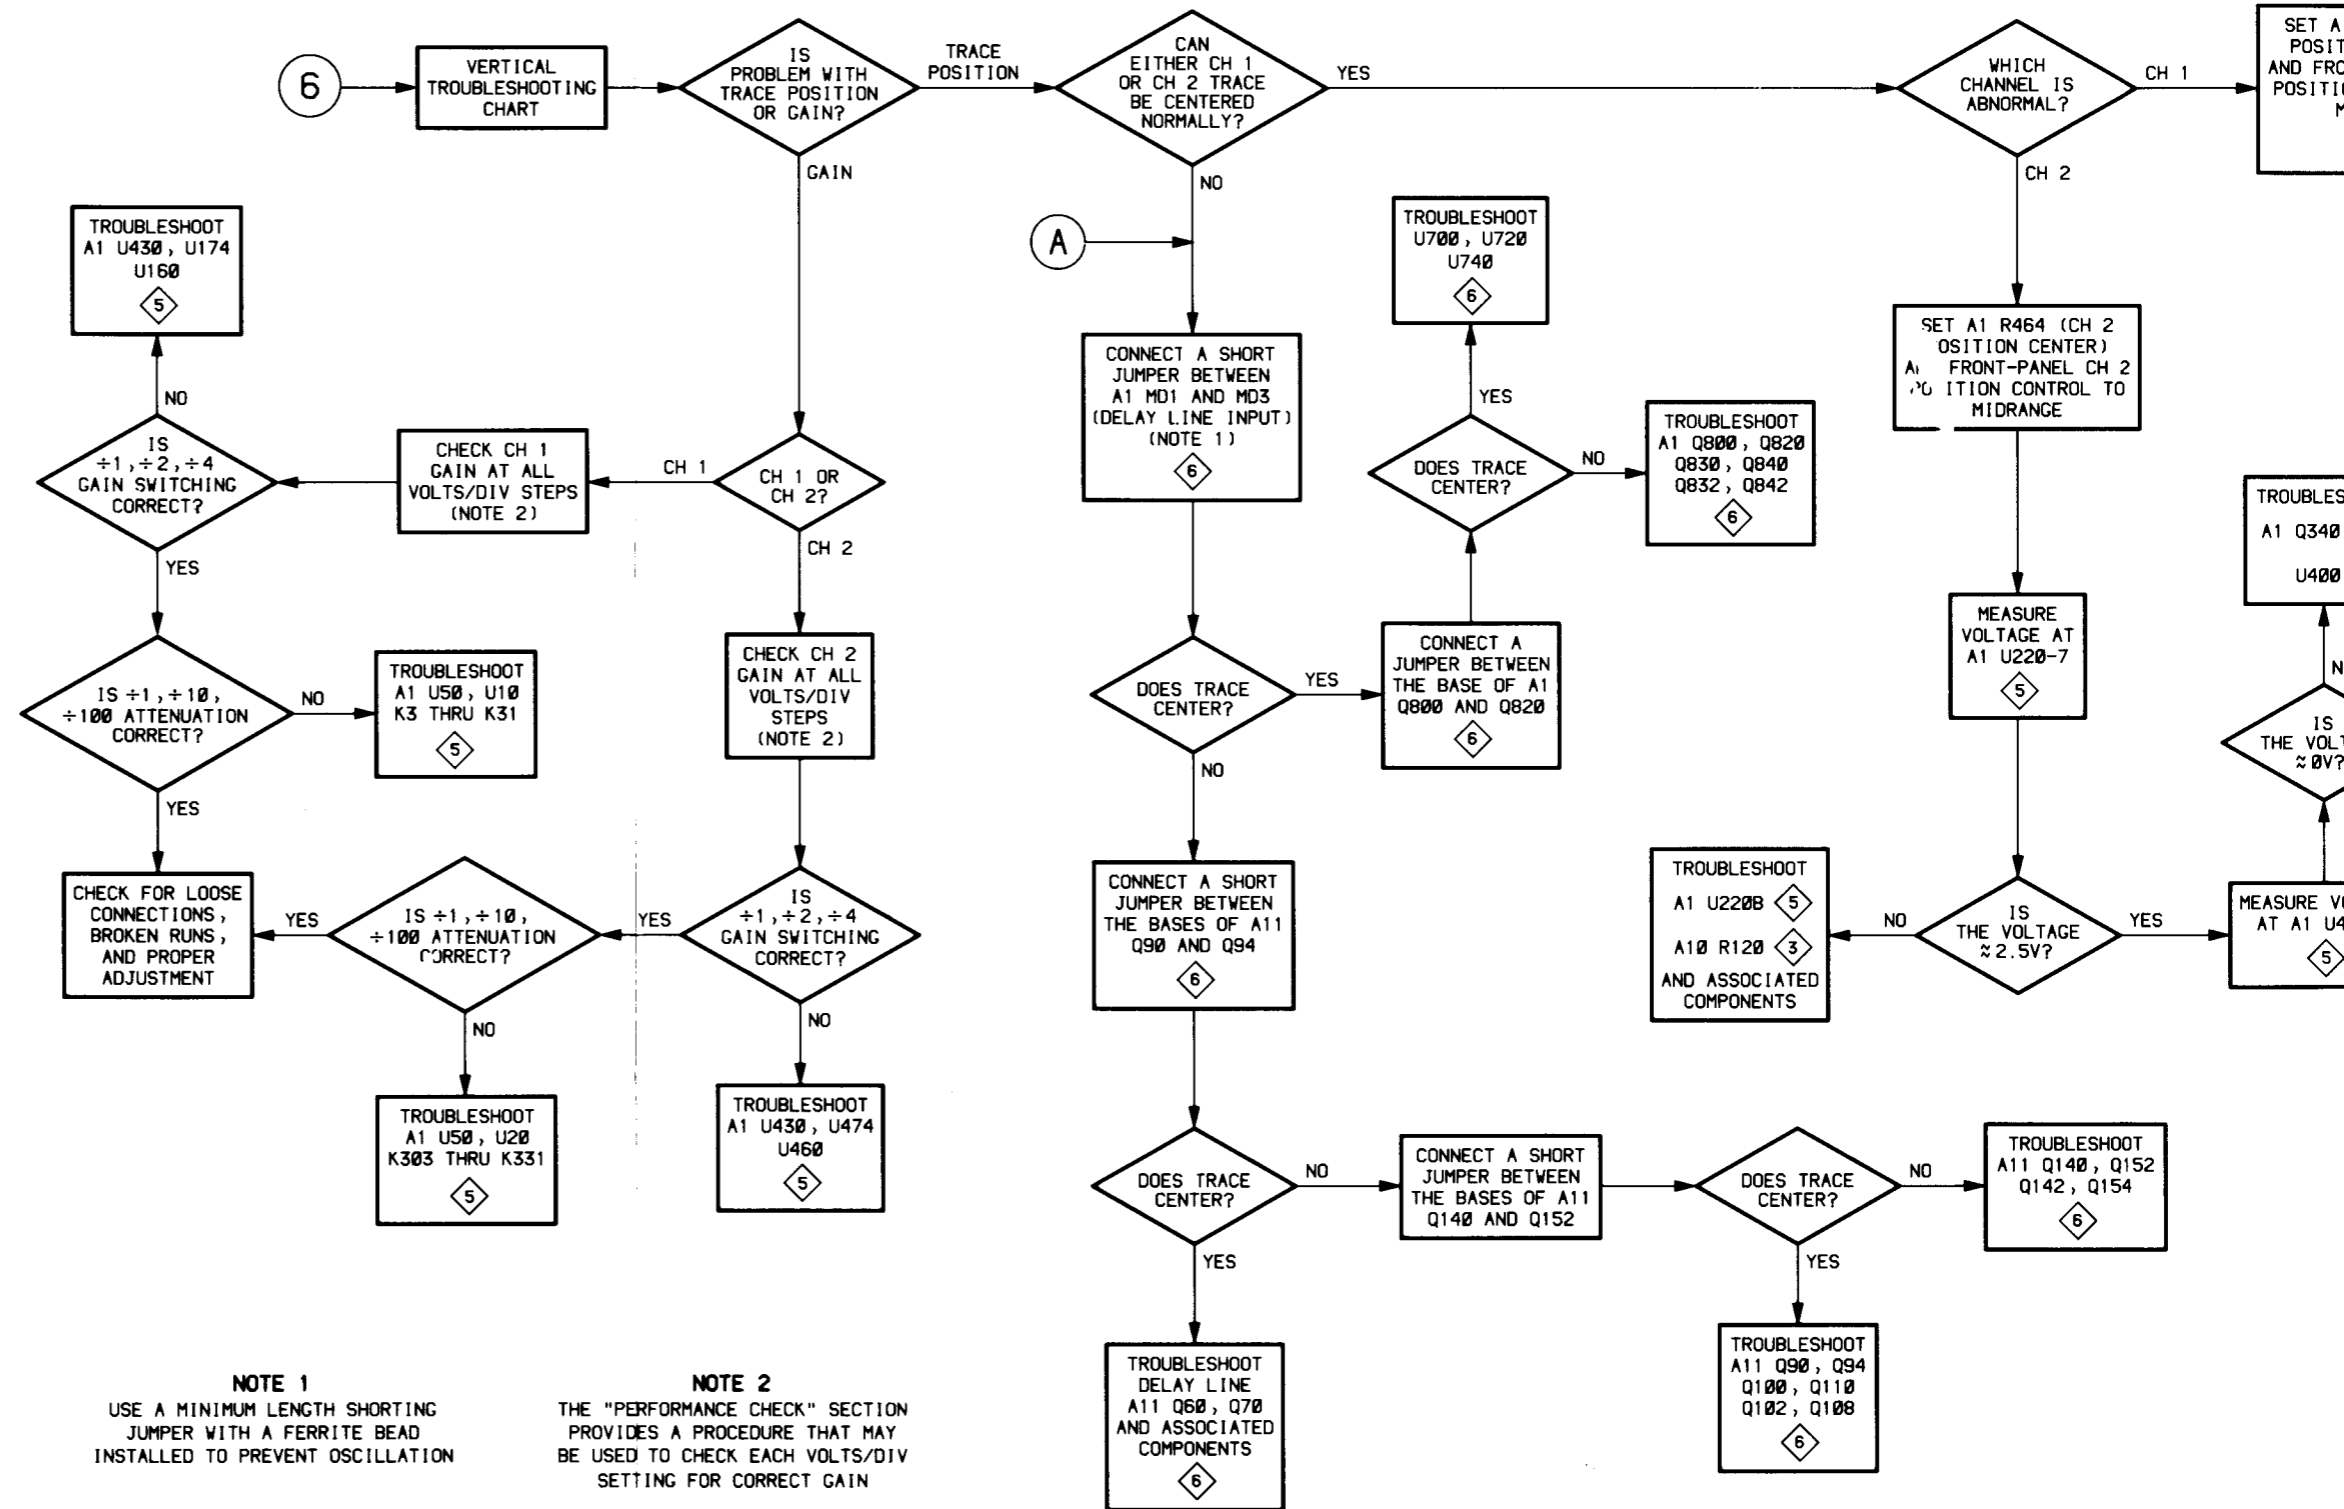 6
VERTICAL
TROUBLESHOOTING
CHART
IS
PROBLEM WITH
TRACE POSITION
OR GAIN?
TRACE
POSITION
GAIN
CAN
EITHER CH 1
OR CH 2 TRACE
BE CENTERED
NORMALLY?
YES
NO
WHICH
CHANNEL IS
ABNORMAL?
CH 1
CH 2
SET A
AND
TROUBLESHOOT
A1 U430, U174
U160
5
NO
IS
÷1, ÷2, ÷4
GAIN SWITCHING
CORRECT?
YES
CHECK CH 1
GAIN AT ALL
VOLTS/DIV STEPS
(NOTE 2)
CH 1
CH 1 OR
CH 2?
CH 2
IS ÷1, ÷10,
÷100 ATTENUATION
CORRECT?
NO
YES
TROUBLESHOOT
A1 U50, U10
K3 THRU K31
5
CHECK CH 2
GAIN AT ALL
VOLTS/DIV
STEPS
(NOTE 2)
CHECK FOR LOOSE
CONNECTIONS,
BROKEN RUNS,
AND PROPER
ADJUSTMENT
YES
IS ÷1, ÷10,
÷100 ATTENUATION
CORRECT?
YES
IS
÷1, ÷2, ÷4
GAIN SWITCHING
CORRECT?
NO
NO
TROUBLESHOOT
A1 U50, U20
K303 THRU K331
5
TROUBLESHOOT
A1 U430, U474
U460
5
A
CONNECT A SHORT
JUMPER BETWEEN
A1 MD1 AND MD3
(DELAY LINE INPUT)
(NOTE 1)
6
TROUBLESHOOT
U700, U720
U740
6
YES
DOES TRACE
CENTER?
NO
TROUBLESHOOT
A1 Q800, Q820
Q830, Q840
Q832, Q842
6
DOES TRACE
CENTER?
YES
NO
CONNECT A
JUMPER BETWEEN
THE BASE OF A1
Q800 AND Q820
6
CONNECT A SHORT
JUMPER BETWEEN
THE BASES OF A11
Q90 AND Q94
6
DOES TRACE
CENTER?
NO
YES
CONNECT A SHORT
JUMPER BETWEEN
THE BASES OF A11
Q140 AND Q152
DOES TRACE
CENTER?
NO
YES
TROUBLESHOOT
A11 Q140, Q152
Q142, Q154
6
TROUBLESHOOT
DELAY LINE
A11 Q60, Q70
AND ASSOCIATED
COMPONENTS
6
TROUBLESHOOT
A11 Q90, Q94
Q100, Q110
Q102, Q108
6
SET A1 R464 (CH 2
OSITION CENTER)
FRONT-PANEL CH 2
ITION CONTROL TO
MIDRANGE
MEASURE
VOLTAGE AT
A1 U220-7
5
IS
THE VOLTAGE
≈2.5V?
NO
YES
TROUBLESHOOT
A1 U220B 5
A10 R120 3
AND ASSOCIATED
COMPONENTS
A1 Q340
U400
IS
THE
≈0V?
MEASURE
AT A1
5
NOTE 1
USE A MINIMUM LENGTH SHORTING
JUMPER WITH A FERRITE BEAD
INSTALLED TO PREVENT OSCILLATION
NOTE 2
THE "PERFORMANCE CHECK" SECTION
PROVIDES A PROCEDURE THAT MAY
BE USED TO CHECK EACH VOLTS/DIV
SETTING FOR CORRECT GAIN